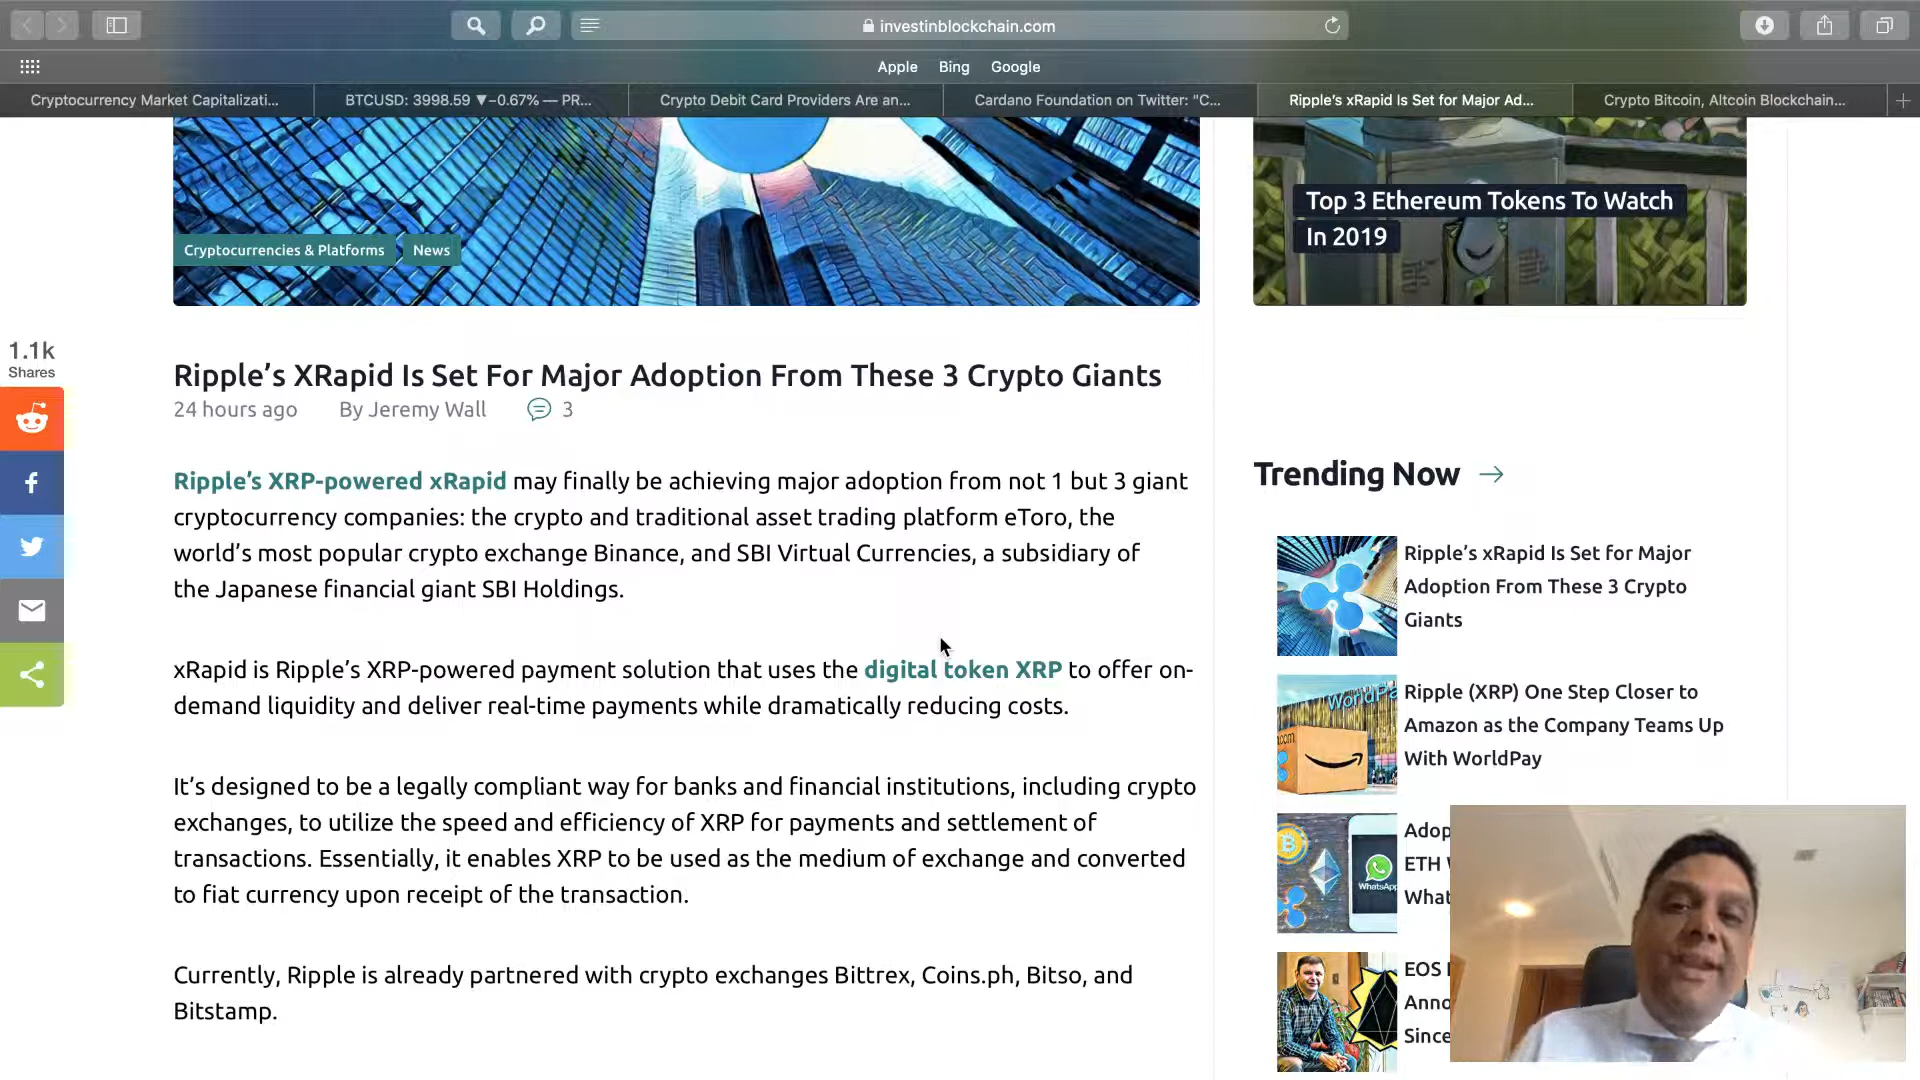 investinblockchain.com
Apple Bing Google
Cryptocurrency Market Capitalizati...
BTCUSD: 3998.59 ▼−0.67% — PR...
Crypto Debit Card Providers Are an...
Cardano Foundation on Twitter: "C...
Ripple's xRapid Is Set for Major Ad...
Crypto Bitcoin, Altcoin Blockchain...
Cryptocurrencies & Platforms
News
Top 3 Ethereum Tokens To Watch
In 2019
1.1k
Shares
Ripple's XRapid Is Set For Major Adoption From These 3 Crypto Giants
24 hours ago By Jeremy Wall 3
Ripple's XRP-powered xRapid may finally be achieving major adoption from not 1 but 3 giant
cryptocurrency companies: the crypto and traditional asset trading platform eToro, the
world's most popular crypto exchange Binance, and SBI Virtual Currencies, a subsidiary of
the Japanese financial giant SBI Holdings.
xRapid is Ripple's XRP-powered payment solution that uses the digital token XRP to offer on-
demand liquidity and deliver real-time payments while dramatically reducing costs.
It's designed to be a legally compliant way for banks and financial institutions, including crypto
exchanges, to utilize the speed and efficiency of XRP for payments and settlement of
transactions. Essentially, it enables XRP to be used as the medium of exchange and converted
to fiat currency upon receipt of the transaction.
Currently, Ripple is already partnered with crypto exchanges Bittrex, Coins.ph, Bitso, and
Bitstamp.
Trending Now
Ripple's xRapid Is Set for Major
Adoption From These 3 Crypto
Giants
WorldPa
.com
Ripple (XRP) One Step Closer to
Amazon as the Company Teams Up
With WorldPay
WhatsApp
Adop
ETH
What
EOS
Anno
Since